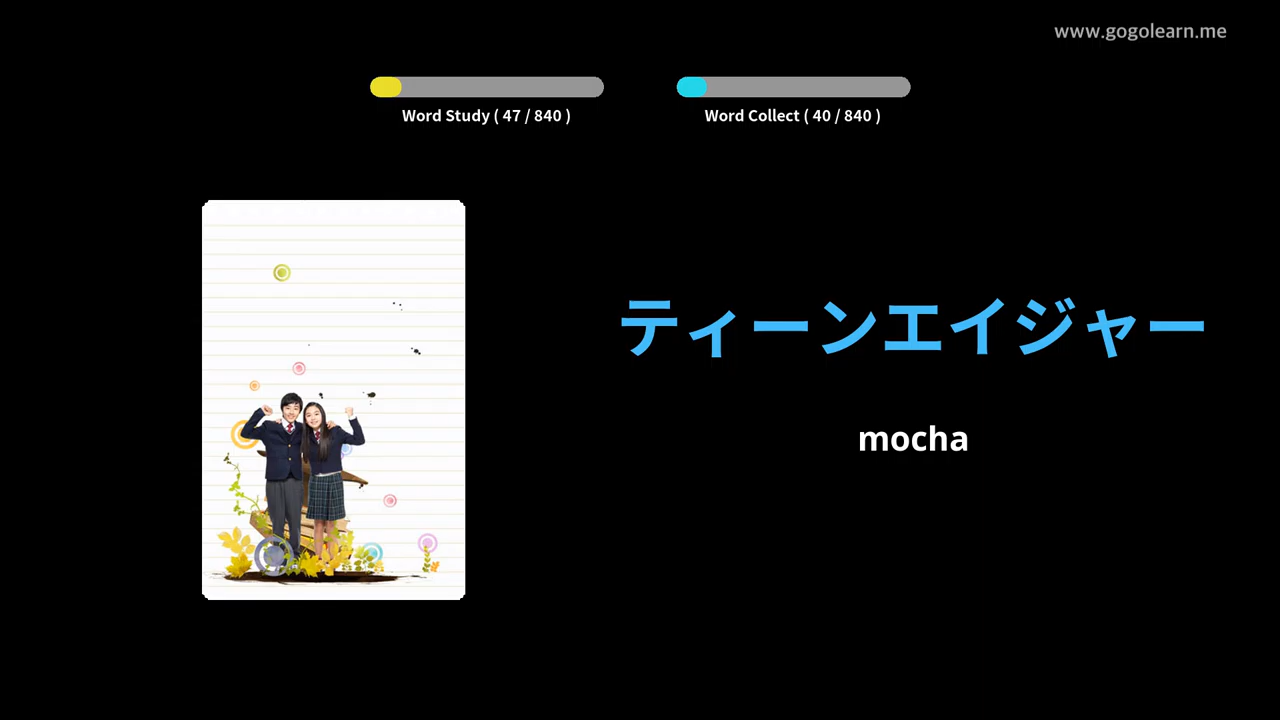 www.gogolearn.me
Word Study ( 47 / 840 )
Word Collect ( 40 / 840 )
ティーンエイジャー
mocha